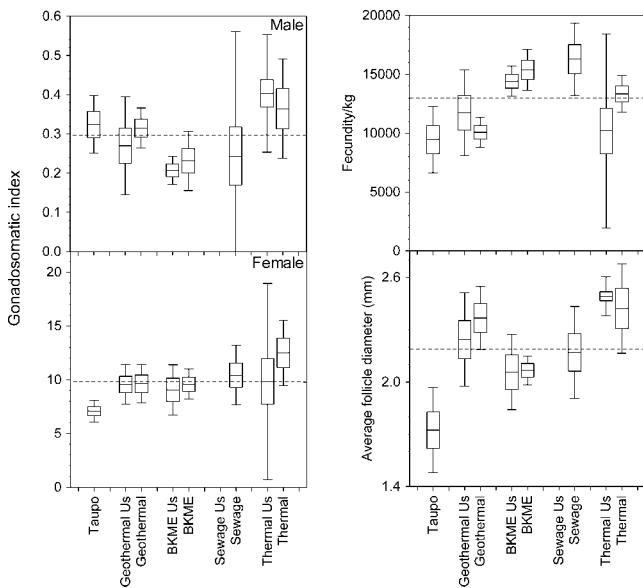 Male
Gonadosomatic index
0.6
0.5
0.4
0.3
0.2
0.1
0.0
Female
20
15
10
5
0
Taupo
Geothermal Us
Geothermal
BKME Us
BKME
Sewage Us
Sewage
Thermal Us
Thermal
Fecundity/kg
20000
15000
10000
5000
0
Average follicle diameter (mm)
2.6
2.0
1.4
Taupo
Geothermal Us
Geothermal
BKME Us
BKME
Sewage Us
Sewage
Thermal Us
Thermal